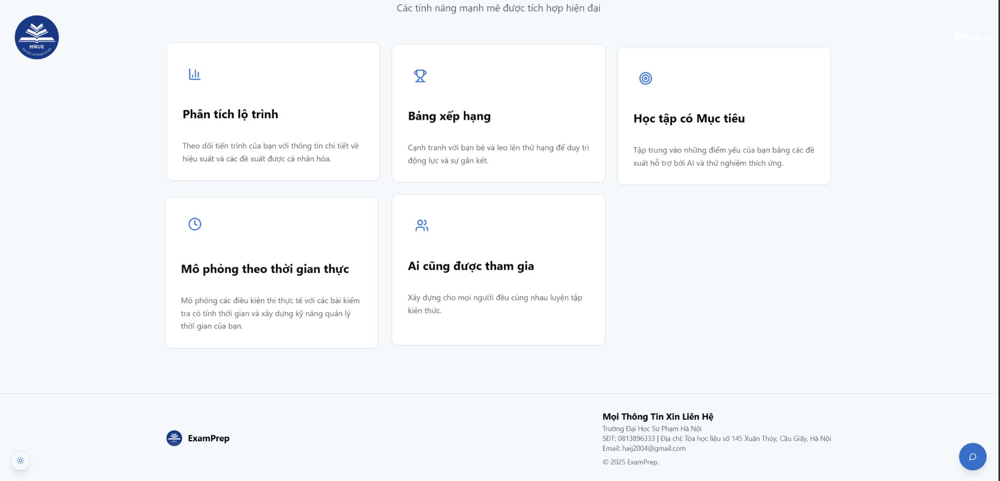 Các tính năng mạnh mẽ được tích hợp hiện đại
HNUE
ĐẠI HỌC SƯ PHẠM HÀ NỘI
Menu +
Phân tích lộ trình
Theo dõi tiến trình của bạn với thông tin chi tiết về
hiệu suất và các đề xuất được cá nhân hóa.
Bảng xếp hạng
Cạnh tranh với bạn bè và leo lên thứ hạng để duy trì
động lực và sự gắn kết.
Học tập có Mục tiêu
Tập trung vào những điểm yếu của bạn bằng các đề
xuất hỗ trợ bởi AI và thử nghiệm thích ứng.
Mô phỏng theo thời gian thực
Mô phỏng các điều kiện thi thực tế với các bài kiểm
tra có tính thời gian và xây dựng kỹ năng quản lý
thời gian của bạn.
Ai cũng được tham gia
Xây dựng cho mọi người đều cùng nhau luyện tập
kiến thức.
ExamPrep
Mọi Thông Tin Xin Liên Hệ
Trường Đại Học Sư Phạm Hà Nội
SĐT: 0813896333 | Địa chỉ: Tòa học liệu số 145 Xuân Thủy, Cầu Giấy, Hà Nội
Email: haij2004@gmail.com
© 2025 ExamPrep.